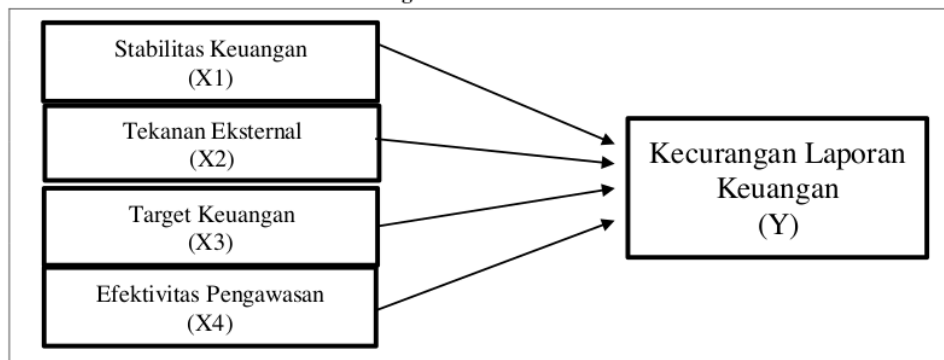 Stabilitas Keuangan
(X1)
Tekanan Eksternal
(X2)
Target Keuangan
(X3)
Efektivitas Pengawasan
(X4)
Kecurangan Laporan
Keuangan
(Y)